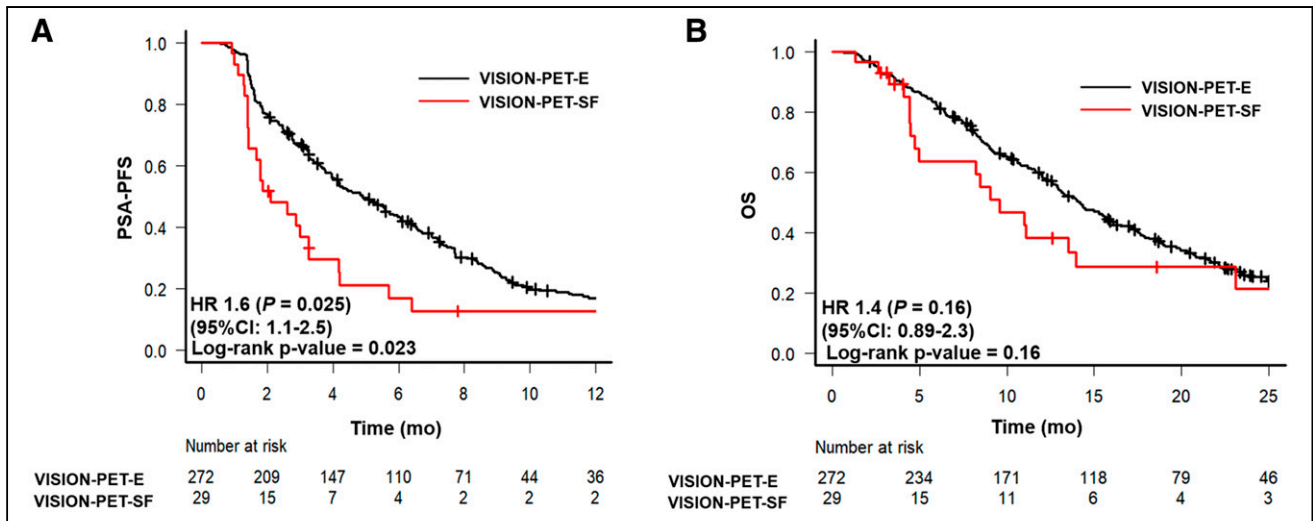 A
1.0
0.8
0.6
0.4
0.2
0.0
PSA-PFS
VISION-PET-E
VISION-PET-SF
HR 1.6 (P = 0.025)
(95%CI: 1.1-2.5)
Log-rank p-value = 0.023
0 2 4 6 8 10 12
Time (mo)
Number at risk
VISION-PET-E 272 209 147 110 71 44 36
VISION-PET-SF 29 15 7 4 2 2 2
B
1.0
0.8
0.6
0.4
0.2
0.0
OS
VISION-PET-E
VISION-PET-SF
HR 1.4 (P = 0.16)
(95%CI: 0.89-2.3)
Log-rank p-value = 0.16
0 5 10 15 20 25
Time (mo)
Number at risk
VISION-PET-E 272 234 171 118 79 46
VISION-PET-SF 29 15 11 6 4 3